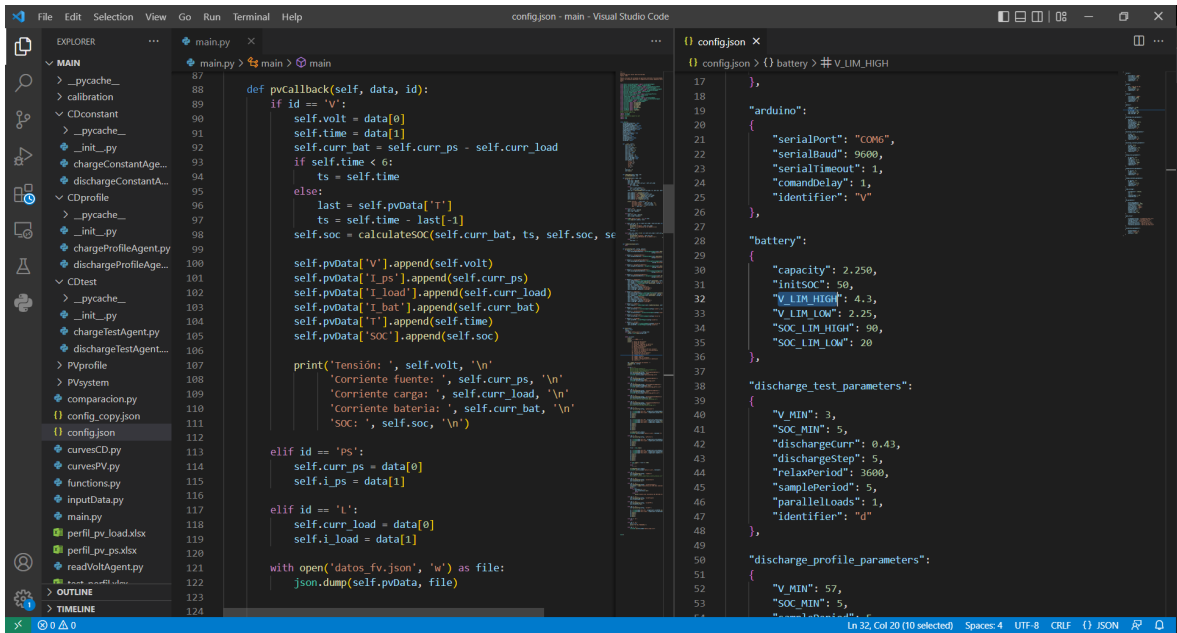 File Edit Selection View Go Run Terminal Help
config.json - main - Visual Studio Code
EXPLORER
MAIN
__pycache__
calibration
CDconstant
__pycache__
__init__.py
chargeConstantAge...
dischargeConstantA...
CDprofile
__pycache__
__init__.py
chargeProfileAgent.py
dischargeProfileAge...
CDtest
__pycache__
__init__.py
chargeTestAgent.py
dischargeTestAgent....
PVprofile
PVsystem
comparacion.py
{} config_copy.json
{} config.json
curvesCD.py
curvesPV.py
functions.py
inputData.py
main.py
perfil_pv_load.xlsx
perfil_pv_ps.xlsx
readVoltAgent.py
OUTLINE
TIMELINE
main.py
main.py > main > main
87
88 def pvCallback(self, data, id):
89 if id == 'V':
90 self.volt = data[0]
91 self.time = data[1]
92 self.curr_bat = self.curr_ps - self.curr_load
93 if self.time < 6:
94 ts = self.time
95 else:
96 last = self.pvData['T']
97 ts = self.time - last[-1]
98 self.soc = calculateSOC(self.curr_bat, ts, self.soc, se
99
100 self.pvData['V'].append(self.volt)
101 self.pvData['I_ps'].append(self.curr_ps)
102 self.pvData['I_load'].append(self.curr_load)
103 self.pvData['I_bat'].append(self.curr_bat)
104 self.pvData['T'].append(self.time)
105 self.pvData['SOC'].append(self.soc)
106
107 print('Tensión: ', self.volt, '\n'
108 'Corriente fuente: ', self.curr_ps, '\n'
109 'Corriente carga: ', self.curr_load, '\n'
110 'Corriente bateria: ', self.curr_bat, '\n'
111 'SOC: ', self.soc, '\n')
112
113 elif id == 'PS':
114 self.curr_ps = data[0]
115 self.i_ps = data[1]
116
117 elif id == 'L':
118 self.curr_load = data[0]
119 self.i_load = data[1]
120
121 with open('datos_fv.json', 'w') as file:
122 json.dump(self.pvData, file)
123
124
{} config.json
{} config.json > {} battery > # V_LIM_HIGH
17 },
18
19 "arduino":
20 {
21 "serialPort": "COM6",
22 "serialBaud": 9600,
23 "serialTimeout": 1,
24 "comandDelay": 1,
25 "identifier": "V"
26 },
27
28 "battery":
29 {
30 "capacity": 2.250,
31 "initSOC": 50,
32 "V_LIM_HIGH": 4.3,
33 "V_LIM_LOW": 2.25,
34 "SOC_LIM_HIGH": 90,
35 "SOC_LIM_LOW": 20
36 },
37
38 "discharge_test_parameters":
39 {
40 "V_MIN": 3,
41 "SOC_MIN": 5,
42 "dischargeCurr": 0.43,
43 "dischargeStep": 5,
44 "relaxPeriod": 3600,
45 "samplePeriod": 5,
46 "parallelLoads": 1,
47 "identifier": "d"
48 },
49
50 "discharge_profile_parameters":
51 {
52 "V_MIN": 57,
53 "SOC_MIN": 5,
0 0
Ln 32, Col 20 (10 selected) Spaces: 4 UTF-8 CRLF {} JSON